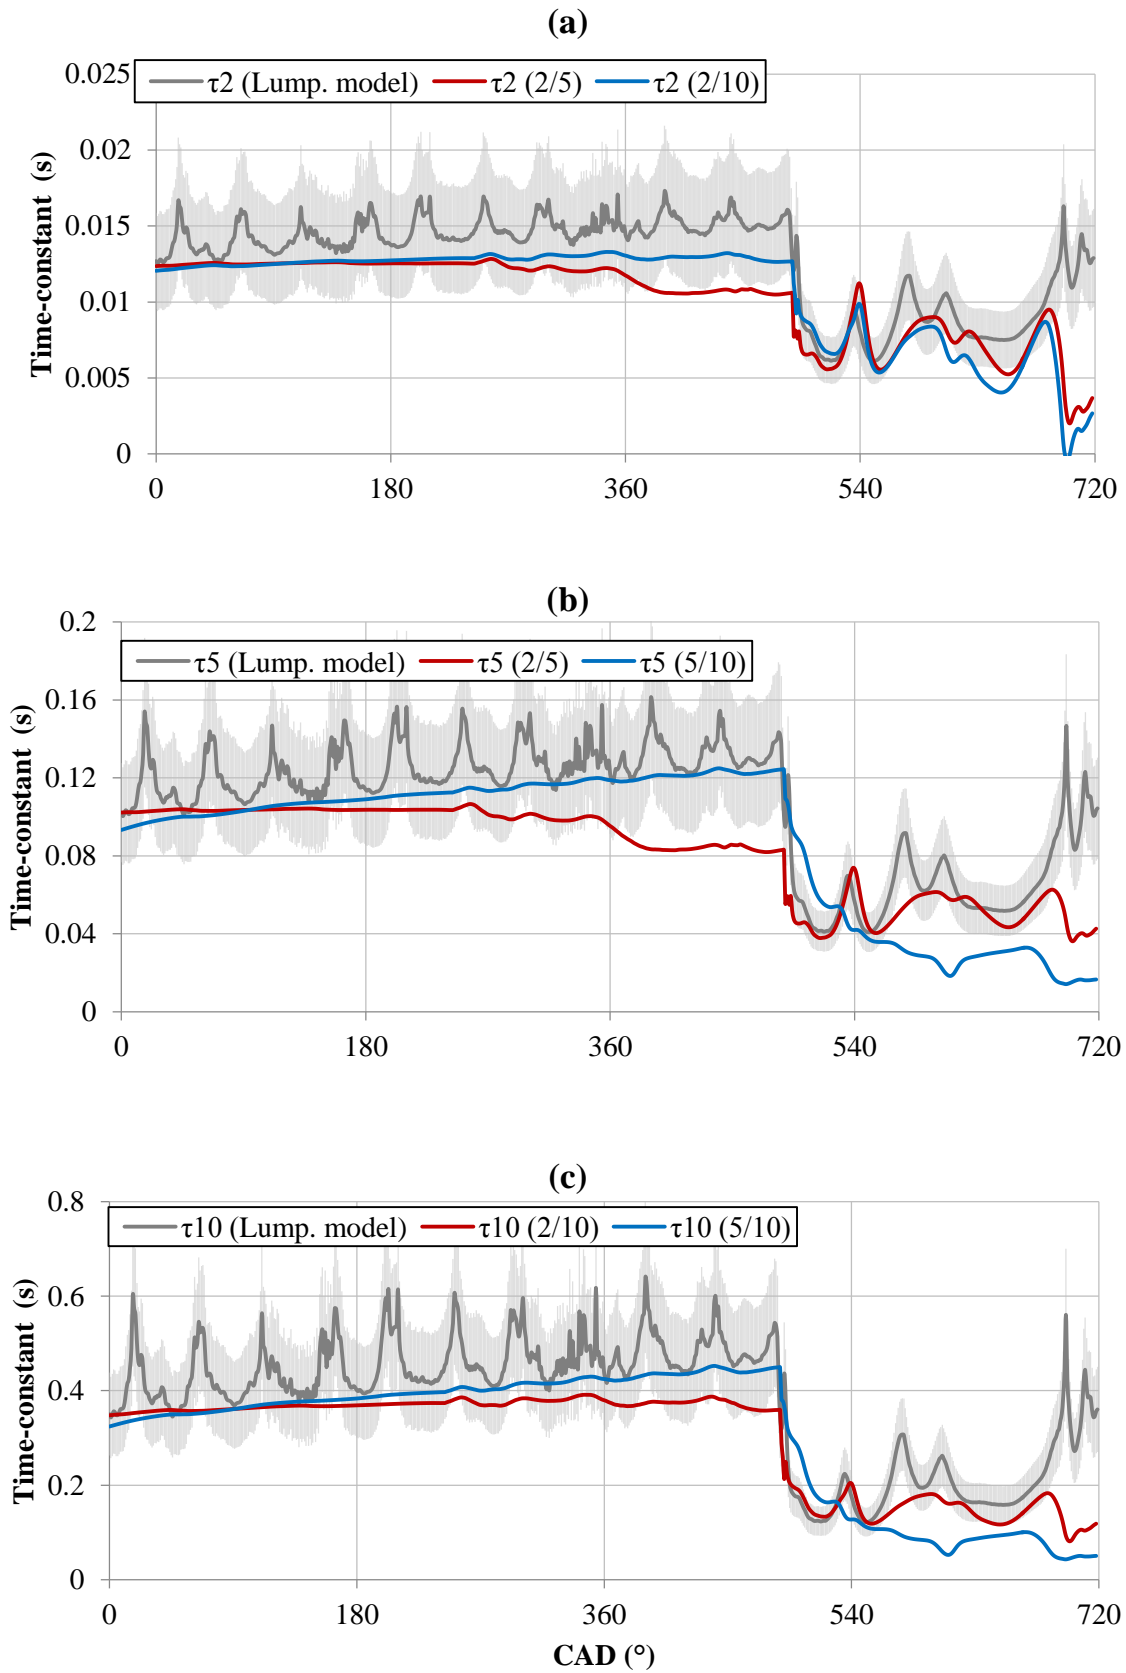 (a)
τ2 (Lump. model) τ2 (2/5) τ2 (2/10)
0.025
0.02
0.015
0.01
0.005
0
Time-constant (s)
0 180 360 540 720
(b)
τ5 (Lump. model) τ5 (2/5) τ5 (5/10)
0.2
0.16
0.12
0.08
0.04
0
Time-constant (s)
0 180 360 540 720
(c)
τ10 (Lump. model) τ10 (2/10) τ10 (5/10)
0.8
0.6
0.4
0.2
0
Time-constant (s)
0 180 360 540 720
CAD (°)